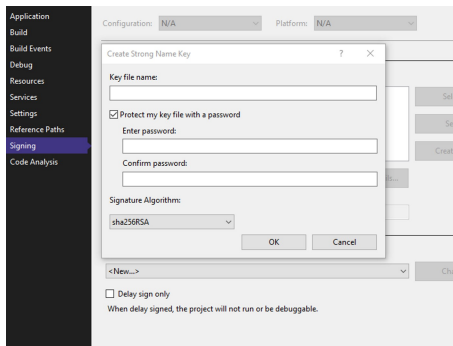 Application
Build
Build Events
Debug
Resources
Services
Settings
Reference Paths
Signing
Code Analysis
Configuration: N/A Platform: N/A
Create Strong Name Key ? ×
Key file name:
Protect my key file with a password
Enter password:
Confirm password:
Signature Algorithm:
sha256RSA
OK Cancel
<New...>
Delay sign only
When delay signed, the project will not run or be debuggable.